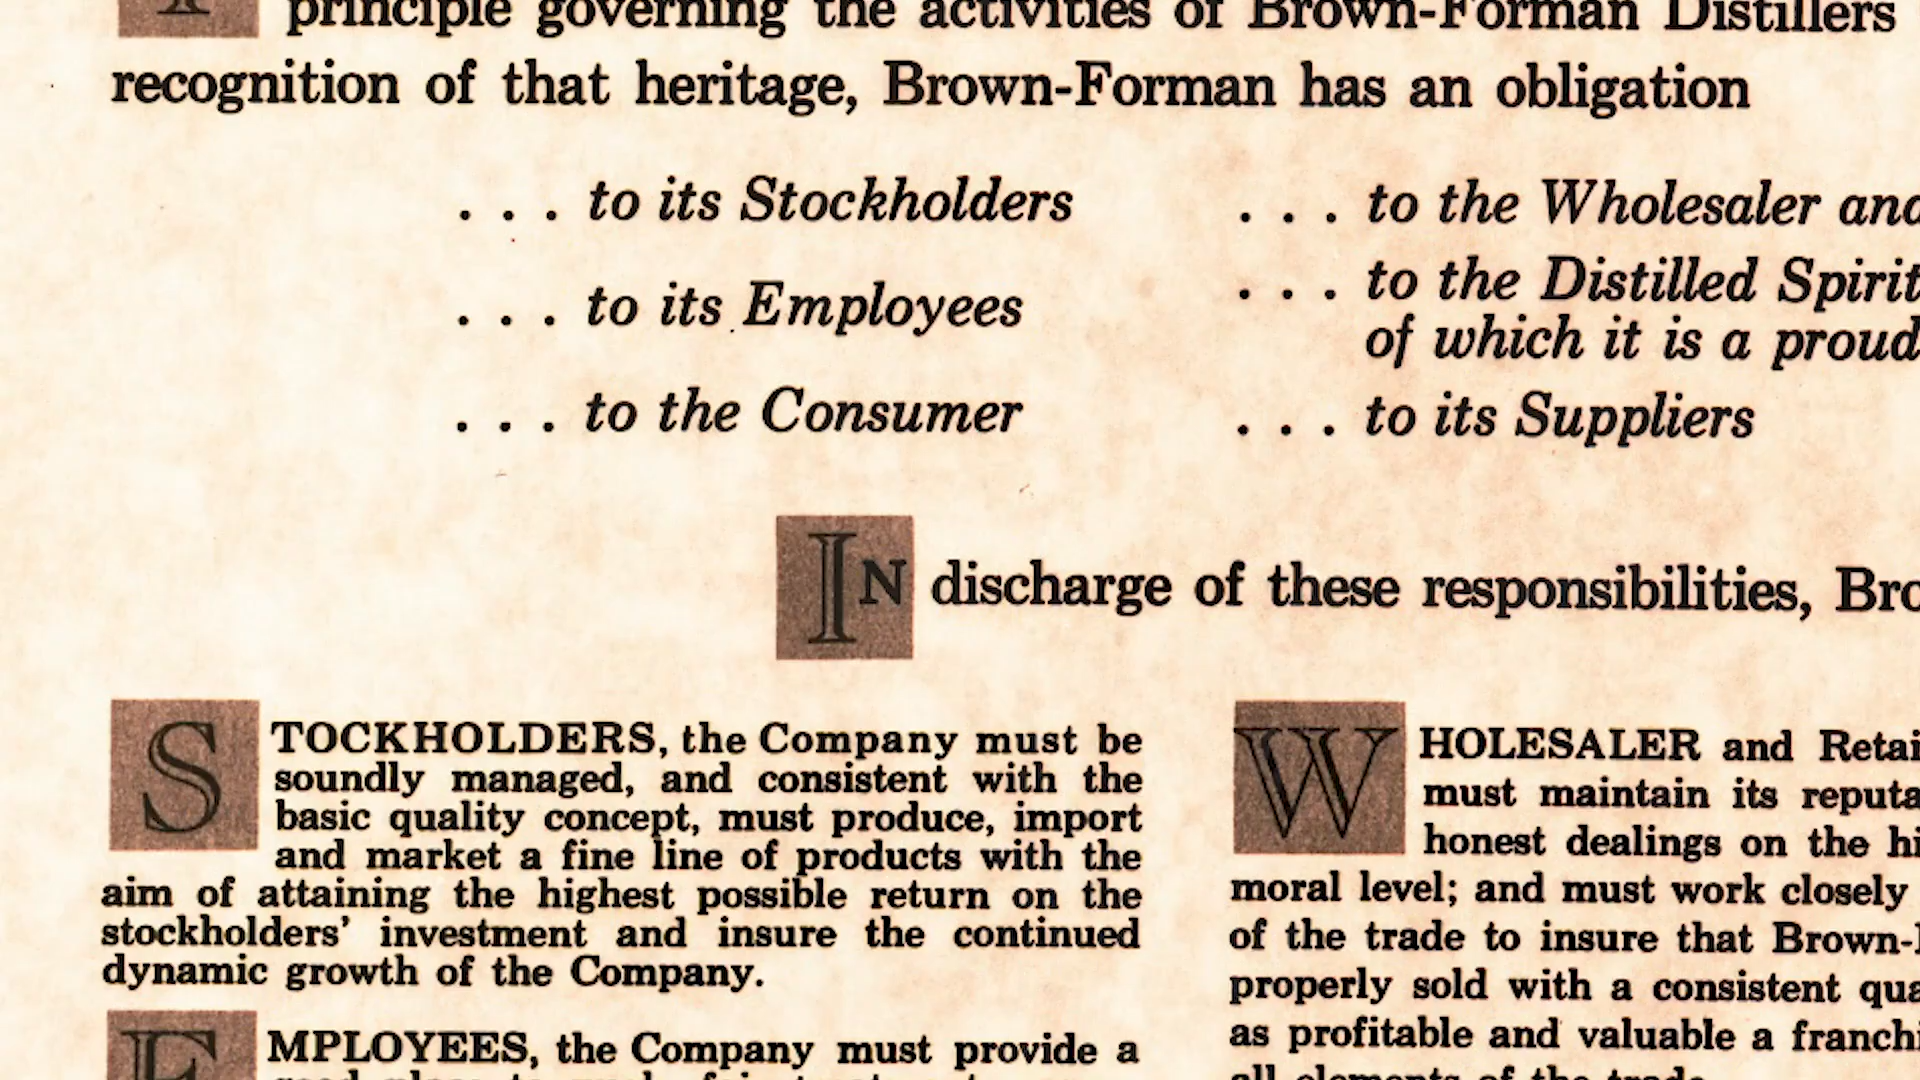 principle governing the activities of Brown-Forman Distillers
recognition of that heritage, Brown-Forman has an obligation
. . . to its Stockholders
. . . to its Employees
. . . to the Consumer
. . . to the Wholesaler and
. . . to the Distilled Spirit
of which it is a proud
. . . to its Suppliers
IN discharge of these responsibilities, Bro
STOCKHOLDERS, the Company must be
soundly managed, and consistent with the
basic quality concept, must produce, import
and market a fine line of products with the
aim of attaining the highest possible return on the
stockholders' investment and insure the continued
dynamic growth of the Company.
EMPLOYEES, the Company must provide a
WHOLESALER and Retai
must maintain its reputa
honest dealings on the hi
moral level; and must work closely
of the trade to insure that Brown-
properly sold with a consistent qua
as profitable and valuable a franchi
all elements of the trade.